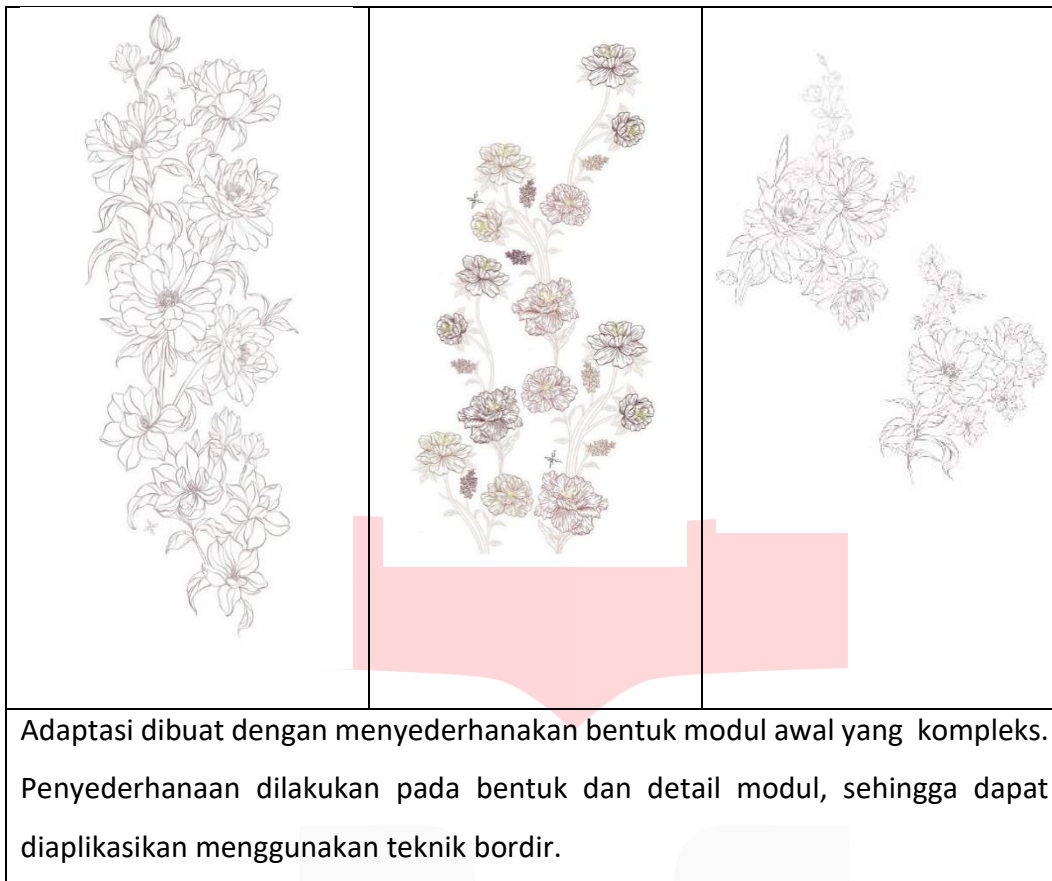 Adaptasi dibuat dengan menyederhanakan bentuk modul awal yang  kompleks.
Penyederhanaan dilakukan pada bentuk dan detail modul, sehingga dapat
diaplikasikan menggunakan teknik bordir.